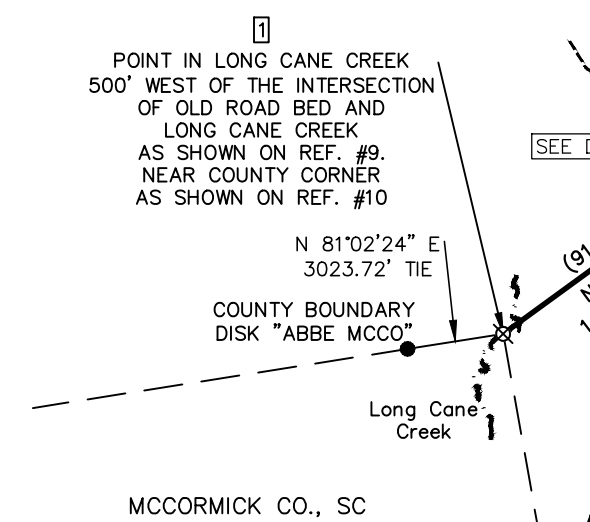 1
POINT IN LONG CANE CREEK
500' WEST OF THE INTERSECTION
OF OLD ROAD BED AND
LONG CANE CREEK
AS SHOWN ON REF. #9.
NEAR COUNTY CORNER
AS SHOWN ON REF. #10
SEE
N 81°02'24" E
3023.72' TIE
(91
N
1
COUNTY BOUNDARY
DISK "ABBE MCCO"
Long Cane
Creek
MCCORMICK CO., SC